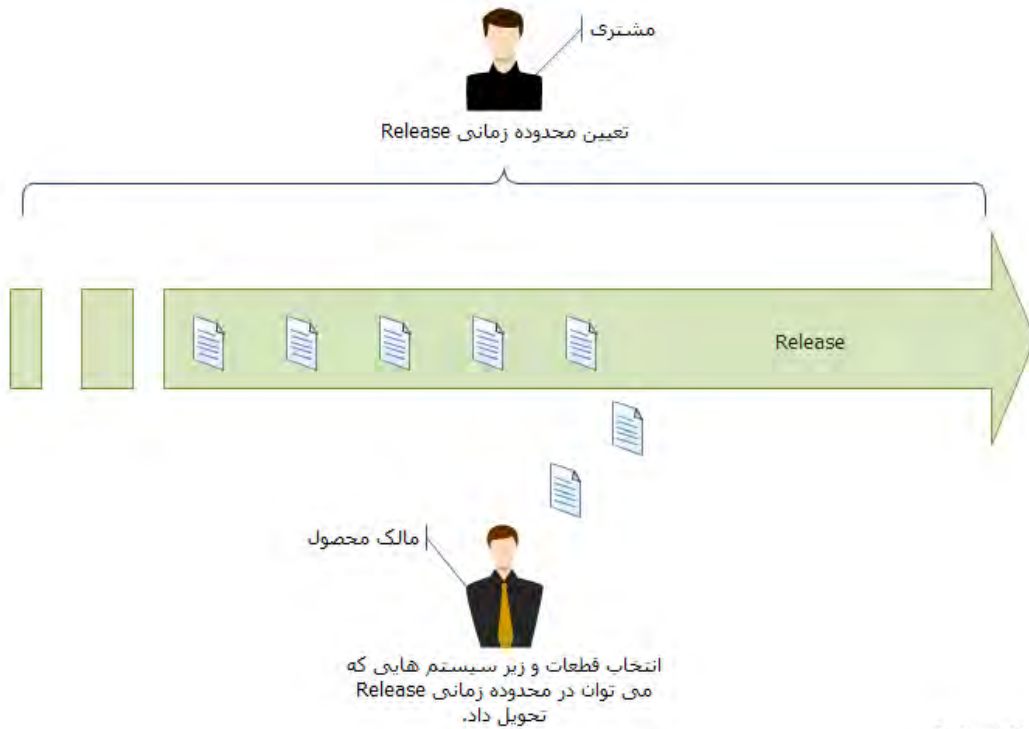 مشتری
تعیین محدوده زمانی Release
Release
مالک محصول
انتخاب قطعات و زیر سیستم هایی که
می توان در محدوده زمانی Release
تحویل داد.